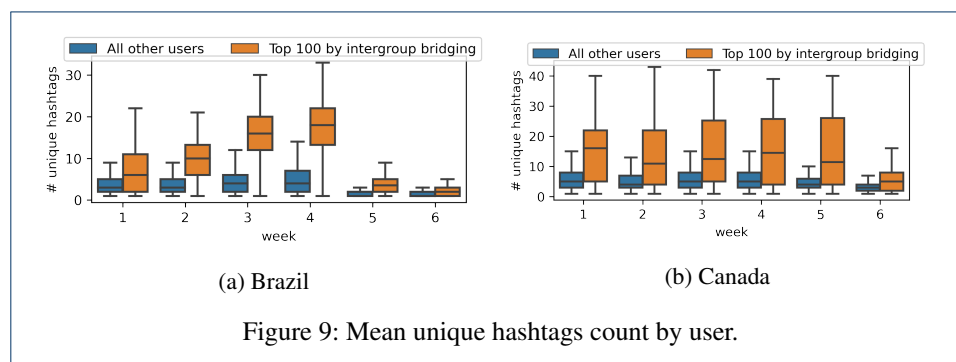 All other users Top 100 by intergroup bridging
# unique hashtags
30
20
10
0
1 2 3 4 5 6
week
(a) Brazil
All other users Top 100 by intergroup bridging
# unique hashtags
40
30
20
10
0
1 2 3 4 5 6
week
(b) Canada
Figure 9: Mean unique hashtags count by user.